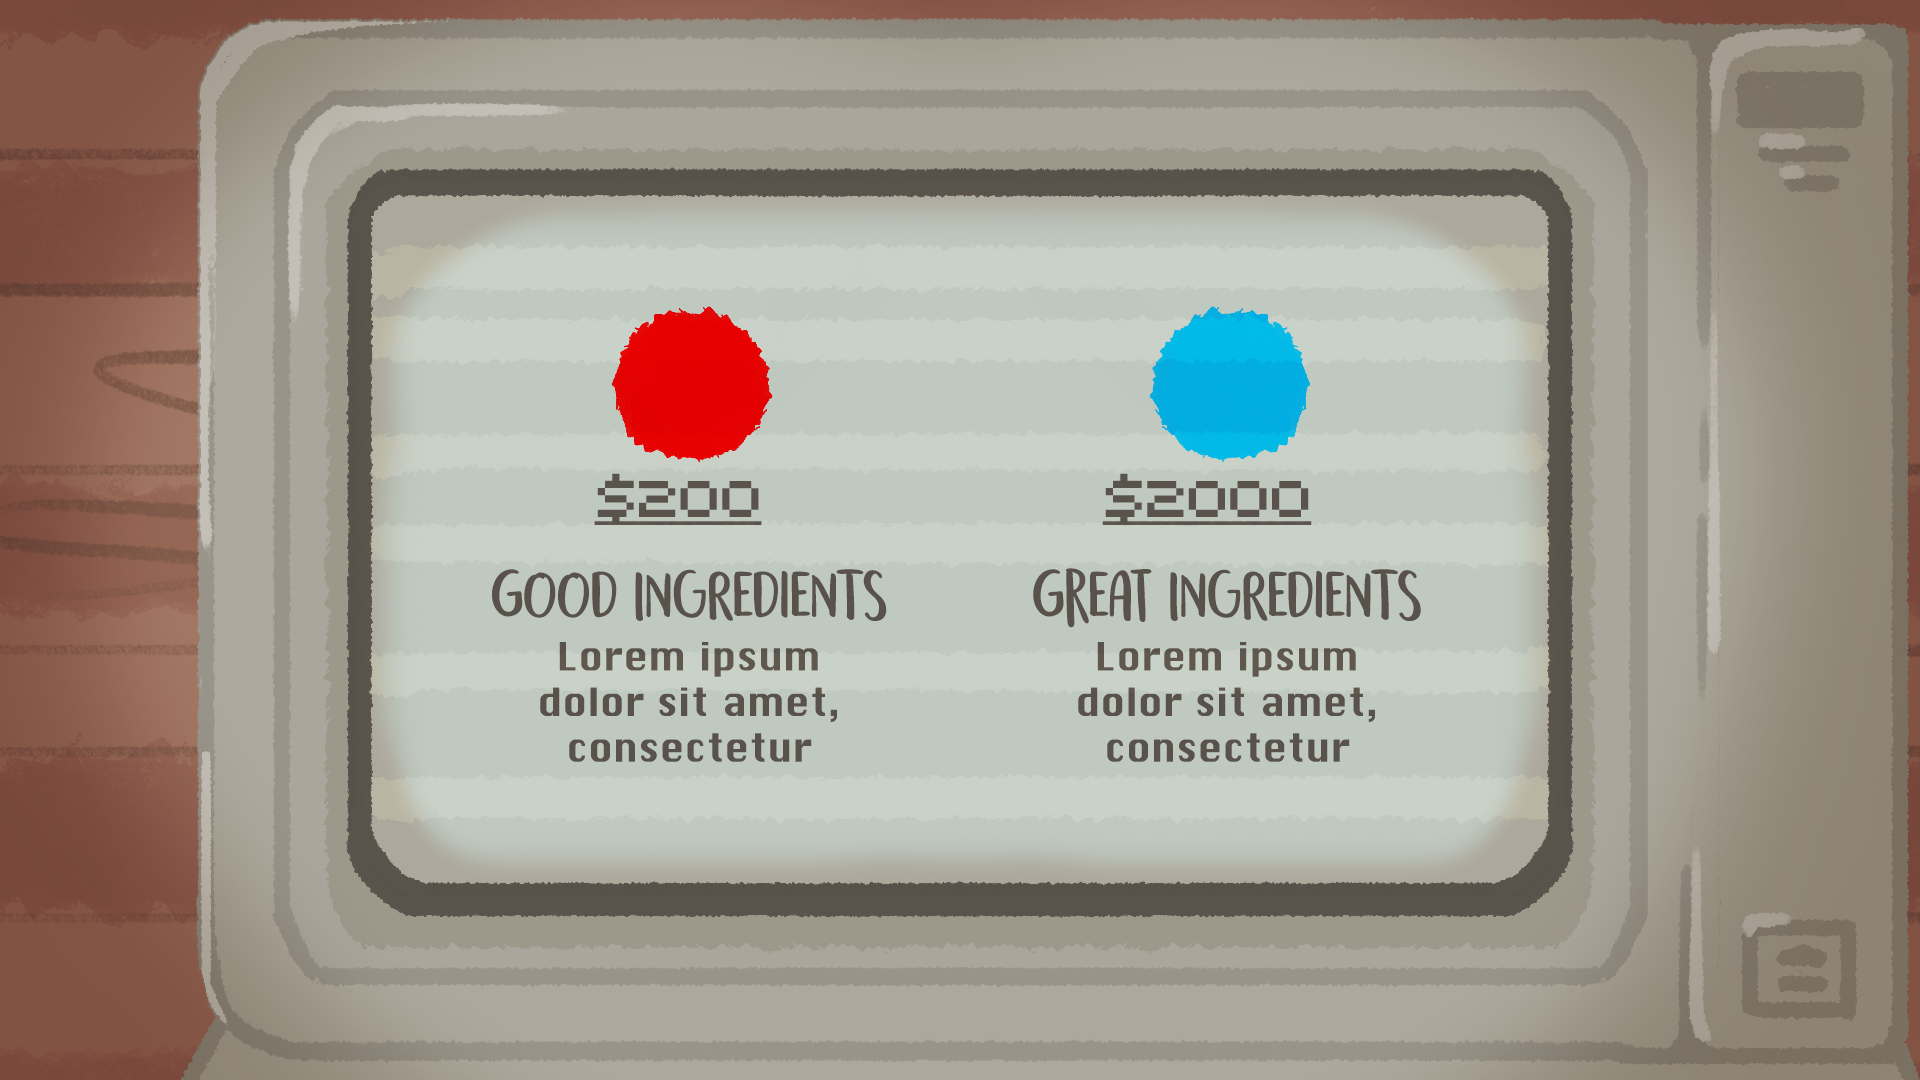 $200
$2000
GOOD INGREDIENTS
Lorem ipsum
dolor sit amet,
consectetur
GREAT INGREDIENTS
Lorem ipsum
dolor sit amet,
consectetur